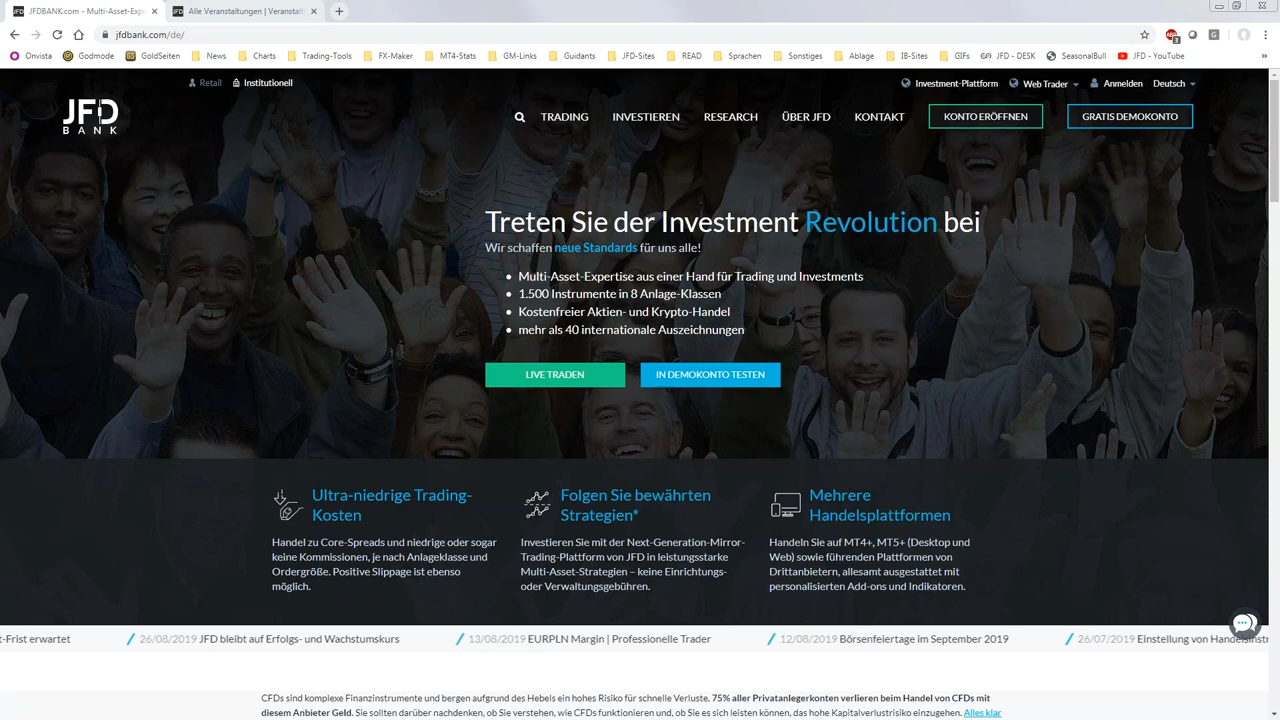 JFDBANK.com - Multi-Asset-Exp
Alle Veranstaltungen | Veranstalt
jfdbank.com/de/
Onvista Godmode GoldSeiten News Charts Trading-Tools FX-Maker MT4-Stats GM-Links Guidants JFD-Sites READ Sprachen Sonstiges Ablage IB-Sites GIFs JFD - DESK SeasonalBull JFD - YouTube »
Retail Institutionell Investment-Plattform Web Trader Anmelden Deutsch
JFD
BANK
TRADING INVESTIEREN RESEARCH ÜBER JFD KONTAKT KONTO ERÖFFNEN GRATIS DEMOKONTO
Treten Sie der Investment Revolution bei
Wir schaffen neue Standards für uns alle!
• Multi-Asset-Expertise aus einer Hand für Trading und Investments
• 1.500 Instrumente in 8 Anlage-Klassen
• Kostenfreier Aktien- und Krypto-Handel
• mehr als 40 internationale Auszeichnungen
LIVE TRADEN IN DEMOKONTO TESTEN
Ultra-niedrige Trading-
Kosten
Handel zu Core-Spreads und niedrige oder sogar
keine Kommissionen, je nach Anlageklasse und
Ordergröße. Positive Slippage ist ebenso
möglich.
Folgen Sie bewährten
Strategien*
Investieren Sie mit der Next-Generation-Mirror-
Trading-Plattform von JFD in leistungsstarke
Multi-Asset-Strategien – keine Einrichtungs-
oder Verwaltungsgebühren.
Mehrere
Handelsplattformen
Handeln Sie auf MT4+, MT5+ (Desktop und
Web) sowie führenden Plattformen von
Drittanbietern, allesamt ausgestattet mit
personalisierten Add-ons und Indikatoren.
t-Frist erwartet 26/08/2019 JFD bleibt auf Erfolgs- und Wachstumskurs 13/08/2019 EURPLN Margin | Professionelle Trader 12/08/2019 Börsenfeiertage im September 2019 26/07/2019 Einstellung von Handelsinstr
CFDs sind komplexe Finanzinstrumente und bergen aufgrund des Hebels ein hohes Risiko für schnelle Verluste. 75% aller Privatanlegerkonten verlieren beim Handel von CFDs mit
diesem Anbieter Geld. Sie sollten darüber nachdenken, ob Sie verstehen, wie CFDs funktionieren und, ob Sie es sich leisten können, das hohe Kapitalverlustrisiko einzugehen. Alles klar